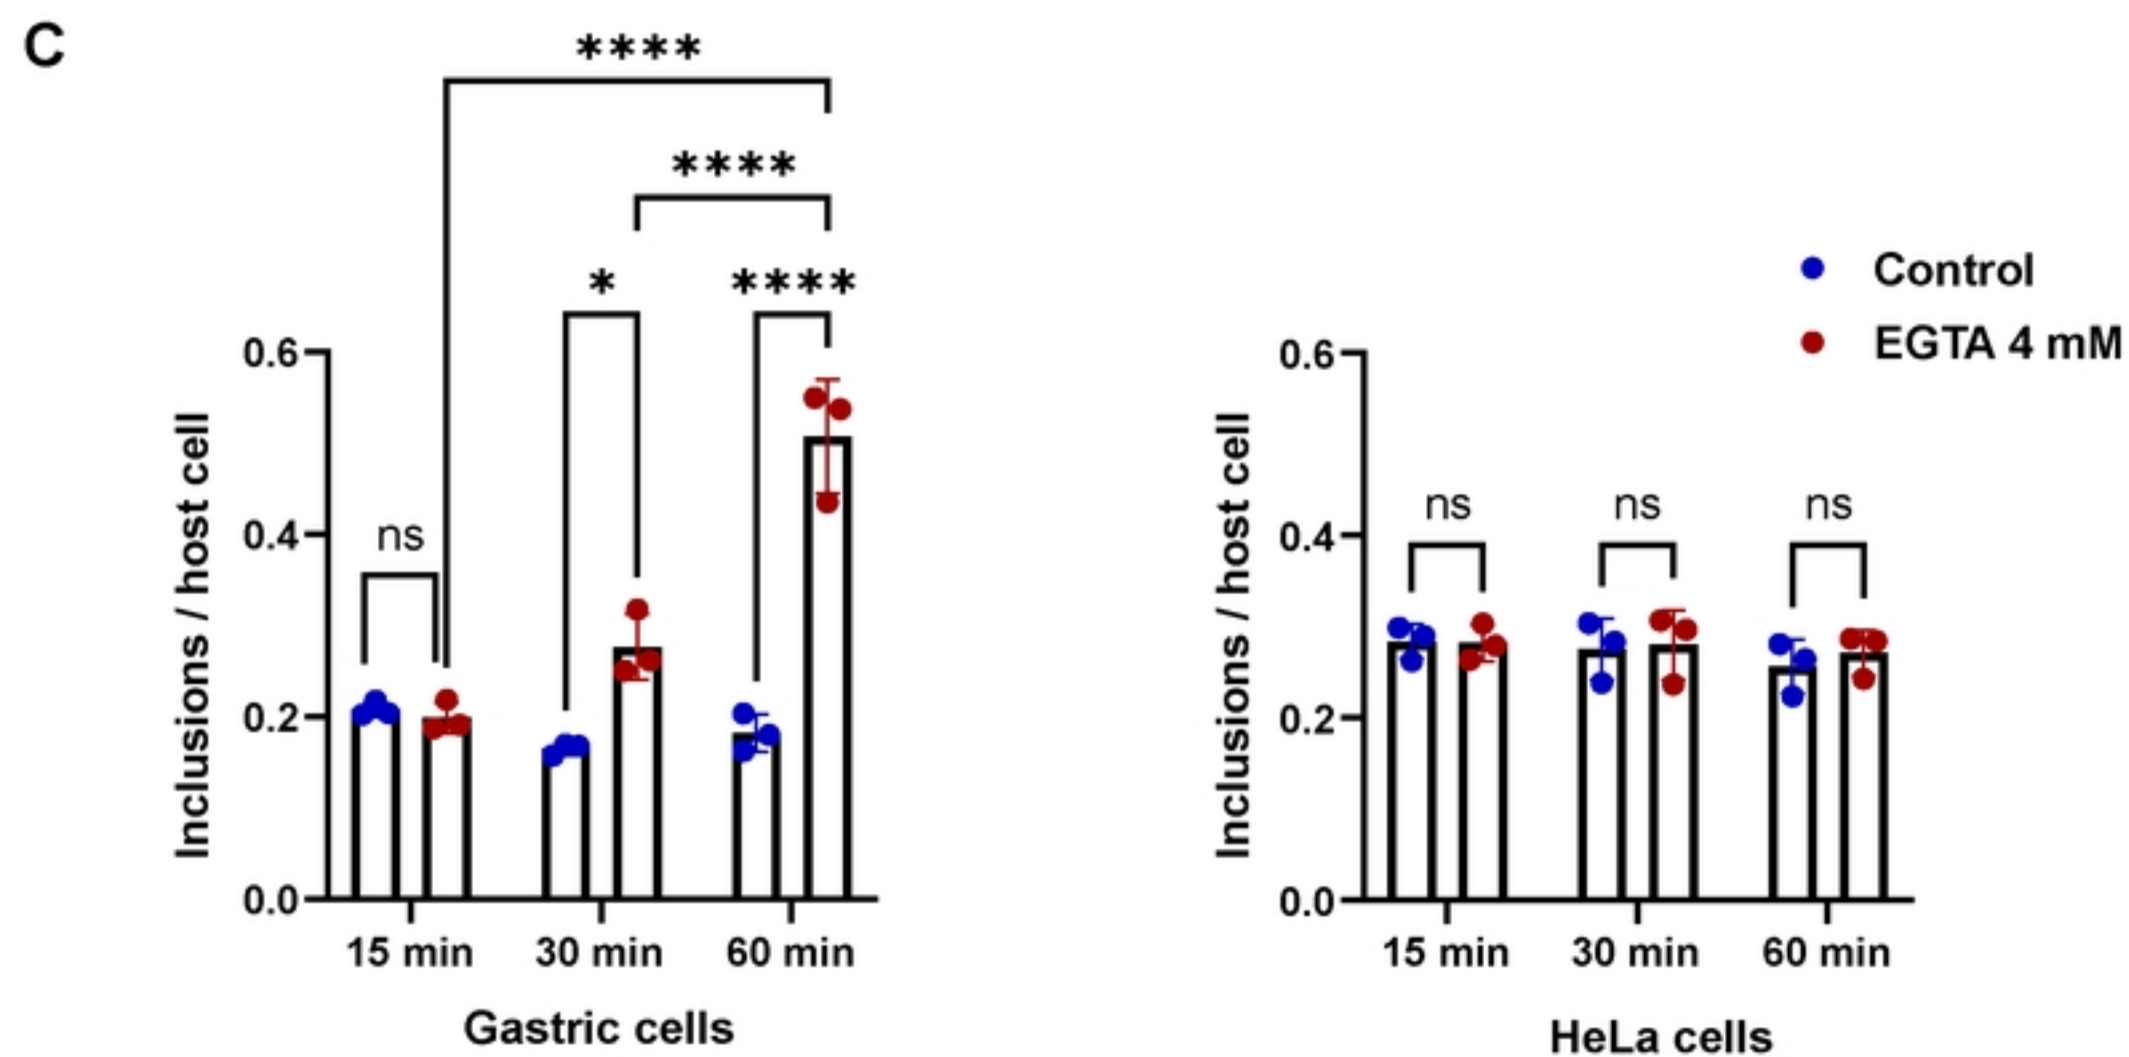 C
****
****
*
****
ns
0.6
0.4
0.2
0.0
Inclusions / host cell
15 min
30 min
60 min
Gastric cells
Control
EGTA 4 mM
ns
ns
ns
0.6
0.4
0.2
0.0
Inclusions / host cell
15 min
30 min
60 min
HeLa cells